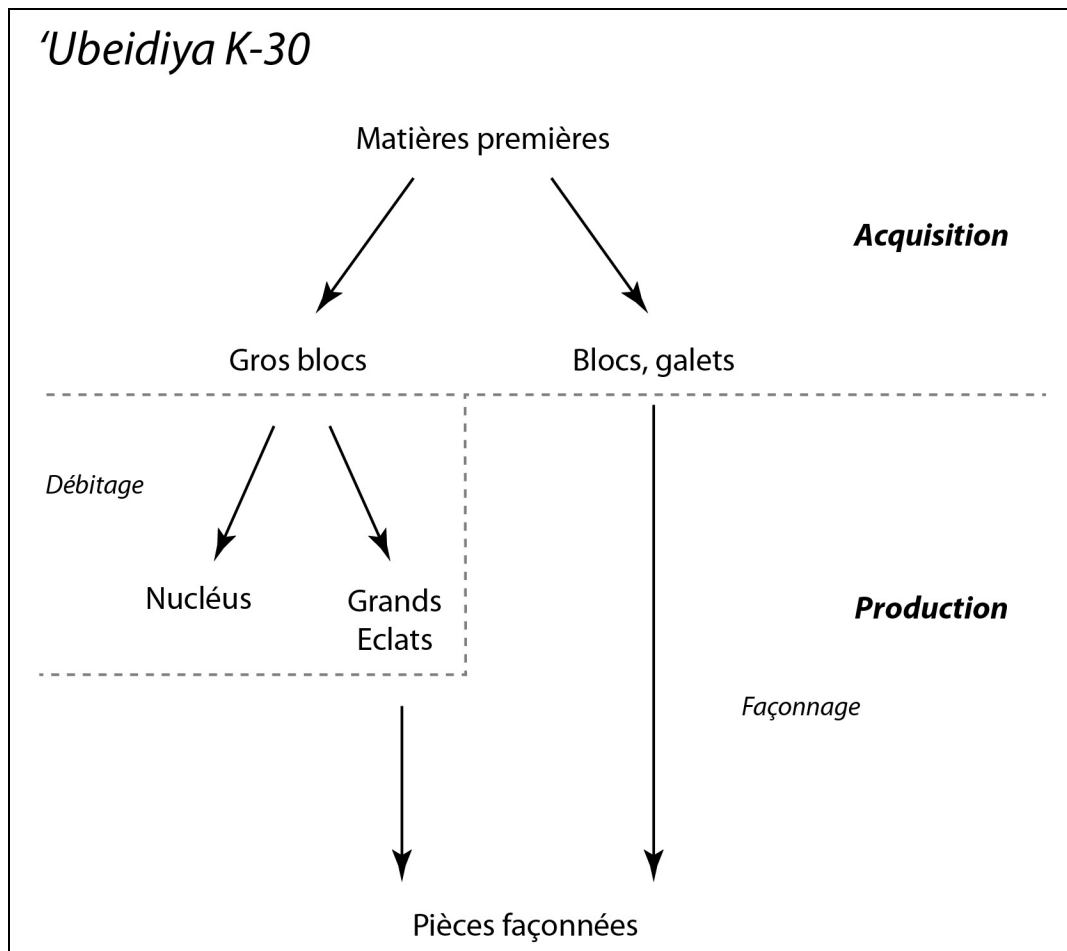 ‘Ubeidiya K-30
Matières premières
Acquisition
Gros blocs
Blocs, galets
Débitage
Nucléus
Grands
Eclats
Production
Façonnage
Pièces façonnées